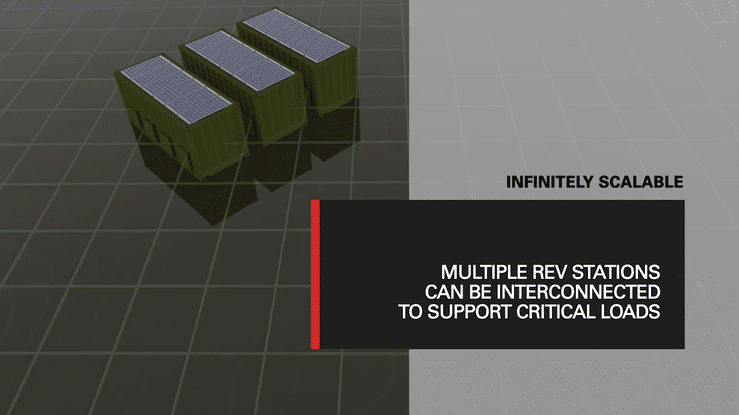 INFINITELY SCALABLE
MULTIPLE REV STATIONS
CAN BE INTERCONNECTED
TO SUPPORT CRITICAL LOADS